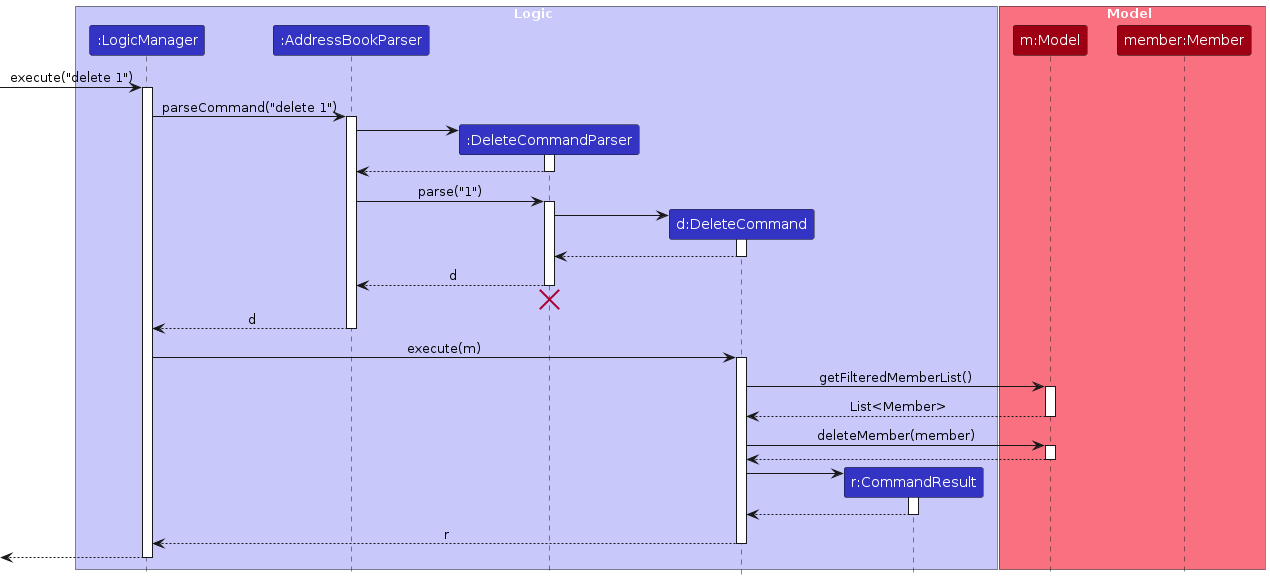 Logic
Model
:LogicManager
:AddressBookParser
m:Model
member:Member
execute("delete 1")
parseCommand("delete 1")
:DeleteCommandParser
parse("1")
d:DeleteCommand
d
d
execute(m)
getFilteredMemberList()
List<Member>
deleteMember(member)
r:CommandResult
r